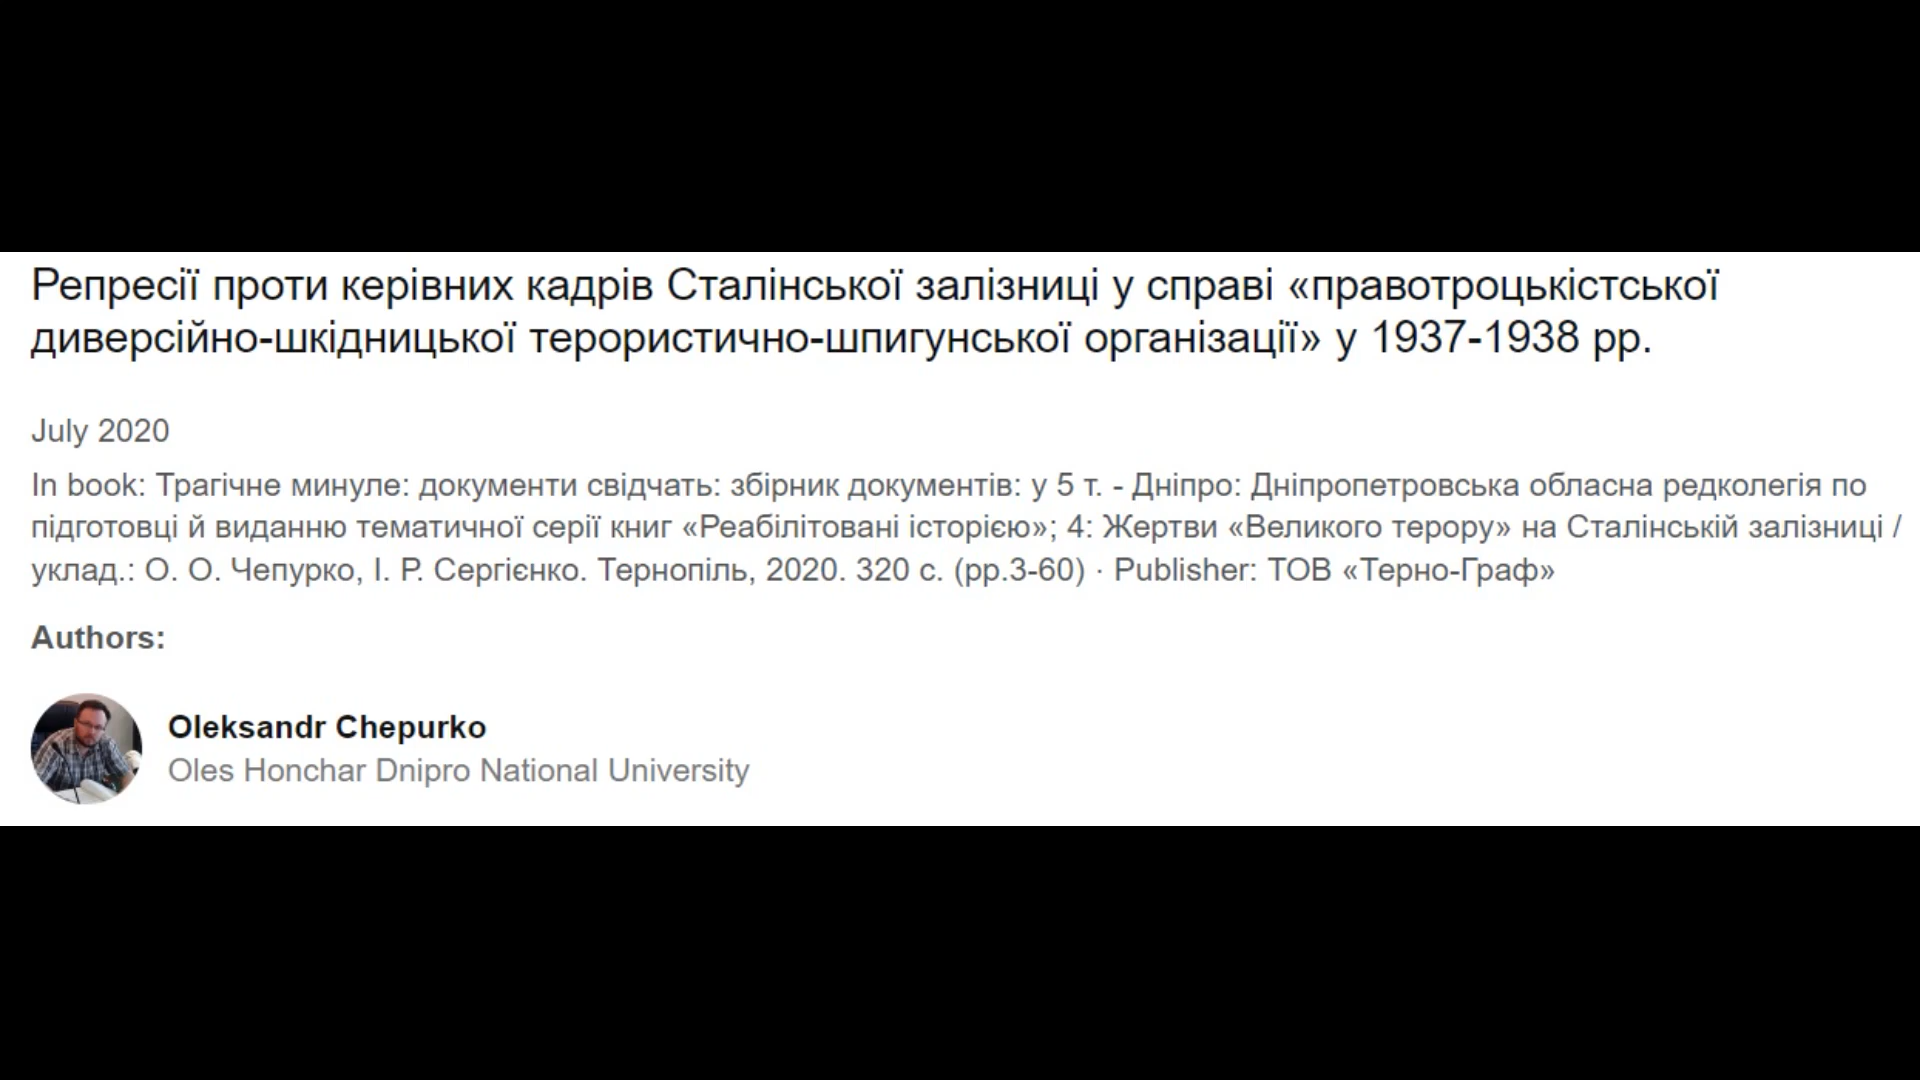 Репресії проти керівних кадрів Сталінської залізниці у справі «правотроцькістської
диверсійно-шкідницької терористично-шпигунської організації» у 1937-1938 рр.
July 2020
In book: Трагічне минуле: документи свідчать: збірник документів: у 5 т. - Дніпро: Дніпропетровська обласна редколегія по
підготовці й виданню тематичної серії книг «Реабілітовані історією»; 4: Жертви «Великого терору» на Сталінській залізниці /
уклад.: О. О. Чепурко, І. Р. Сергієнко. Тернопіль, 2020. 320 с. (pp.3-60) · Publisher: ТОВ «Терно-Граф»
Authors:
Oleksandr Chepurko
Oles Honchar Dnipro National University